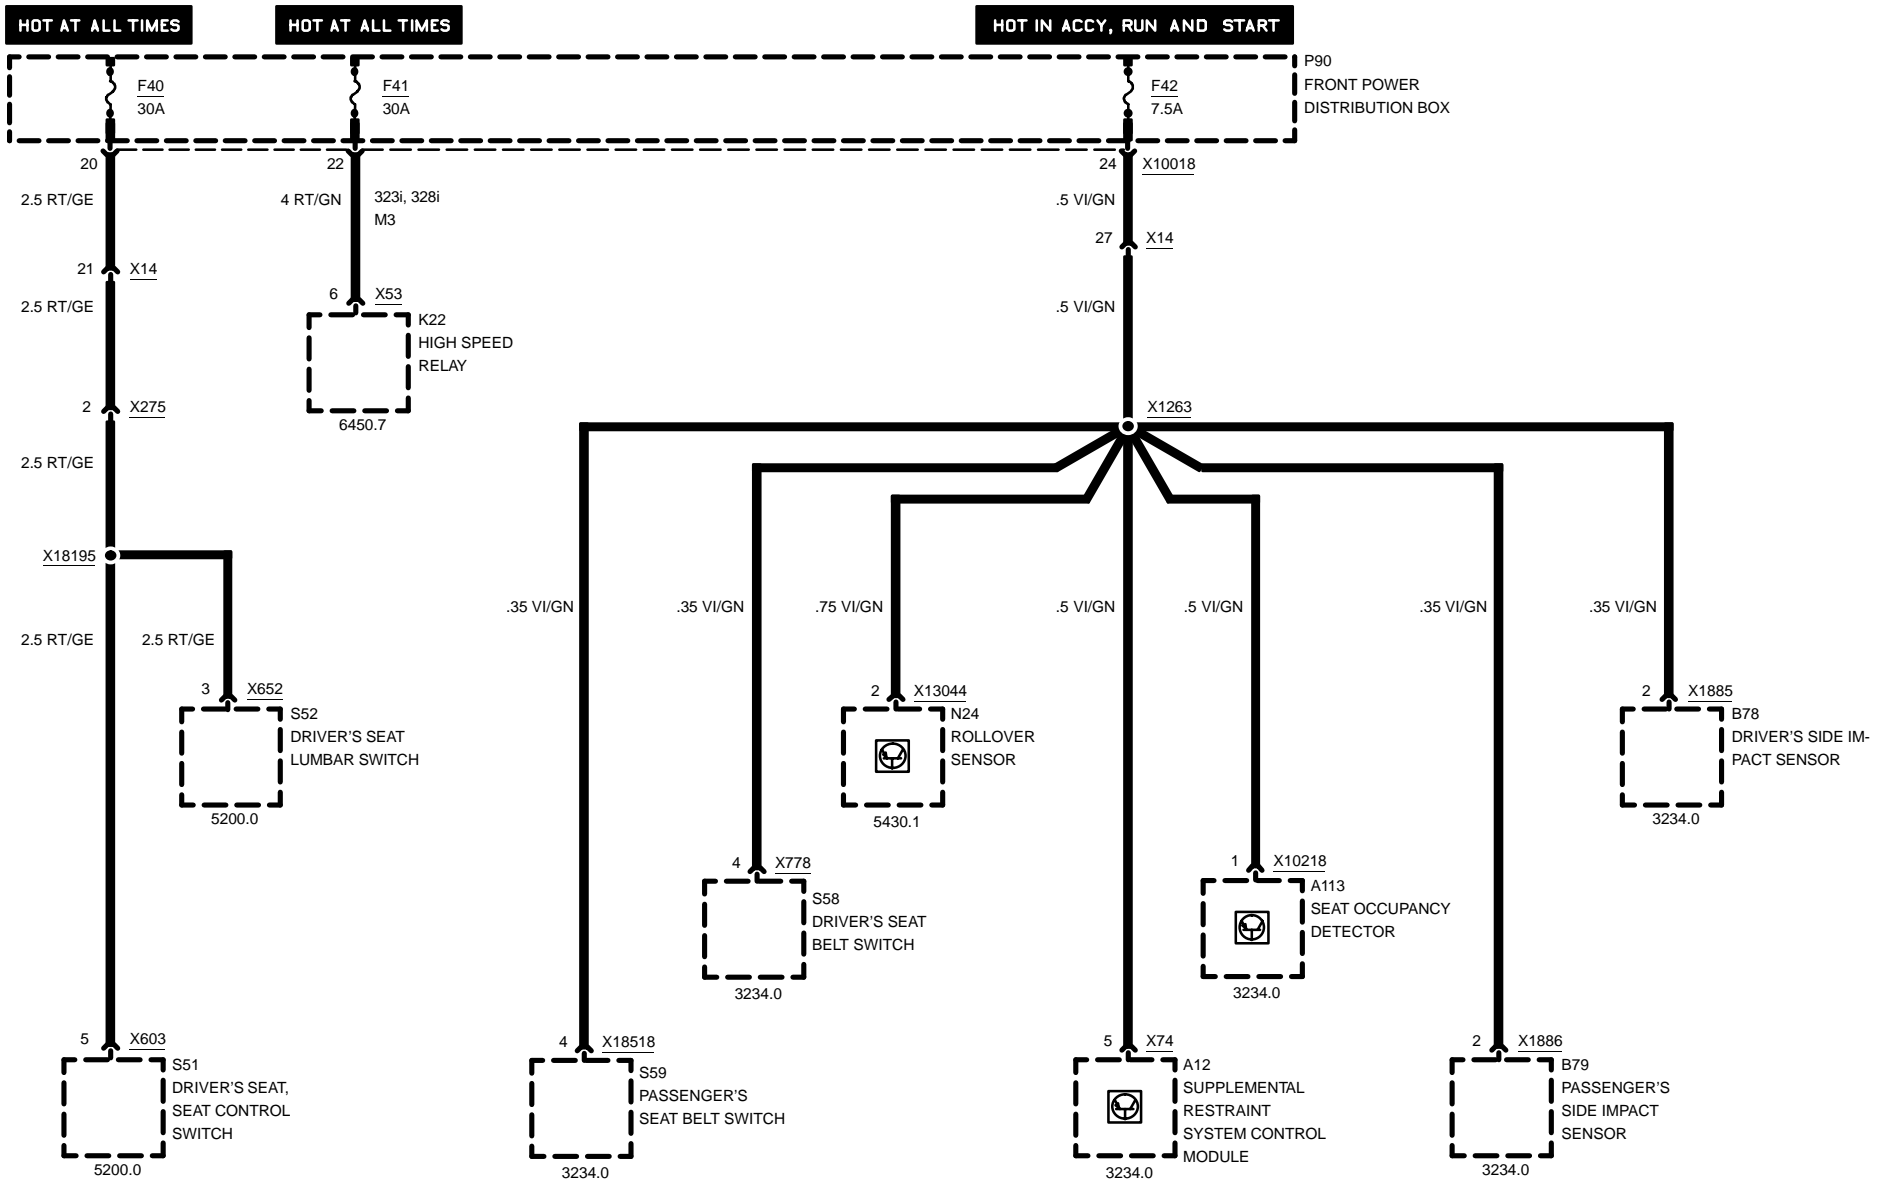 HOT AT ALL TIMES
HOT AT ALL TIMES
HOT IN ACCY, RUN AND START
P90
FRONT POWER
DISTRIBUTION BOX
F40
30A
F41
30A
F42
7.5A
20
22
24
X10018
2.5 RT/GE
4 RT/GN
323i, 328i
M3
.5 VI/GN
27
X14
21
X14
6
X53
2.5 RT/GE
.5 VI/GN
K22
HIGH SPEED
RELAY
6450.7
2
X275
X1263
2.5 RT/GE
X18195
.35 VI/GN
.35 VI/GN
.75 VI/GN
.5 VI/GN
.5 VI/GN
.35 VI/GN
.35 VI/GN
2.5 RT/GE
2.5 RT/GE
3
X652
S52
DRIVER'S SEAT
LUMBAR SWITCH
5200.0
2
X13044
N24
ROLLOVER
SENSOR
5430.1
2
X1885
B78
DRIVER'S SIDE IM-
PACT SENSOR
3234.0
4
X778
S58
DRIVER'S SEAT
BELT SWITCH
3234.0
1
X10218
A113
SEAT OCCUPANCY
DETECTOR
3234.0
5
X603
S51
DRIVER'S SEAT,
SEAT CONTROL
SWITCH
5200.0
4
X18518
S59
PASSENGER'S
SEAT BELT SWITCH
3234.0
5
X74
A12
SUPPLEMENTAL
RESTRAINT
SYSTEM CONTROL
MODULE
3234.0
2
X1886
B79
PASSENGER'S
SIDE IMPACT
SENSOR
3234.0